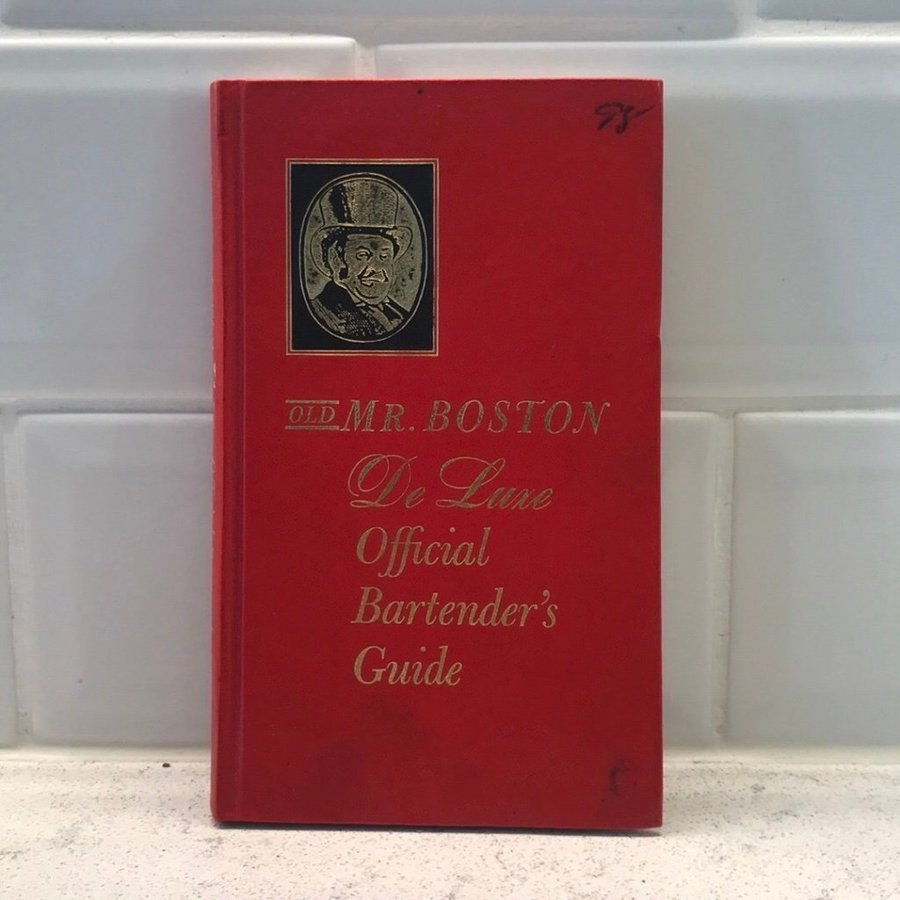 OLD MR. BOSTON
De Luxe
Official
Bartender's
Guide